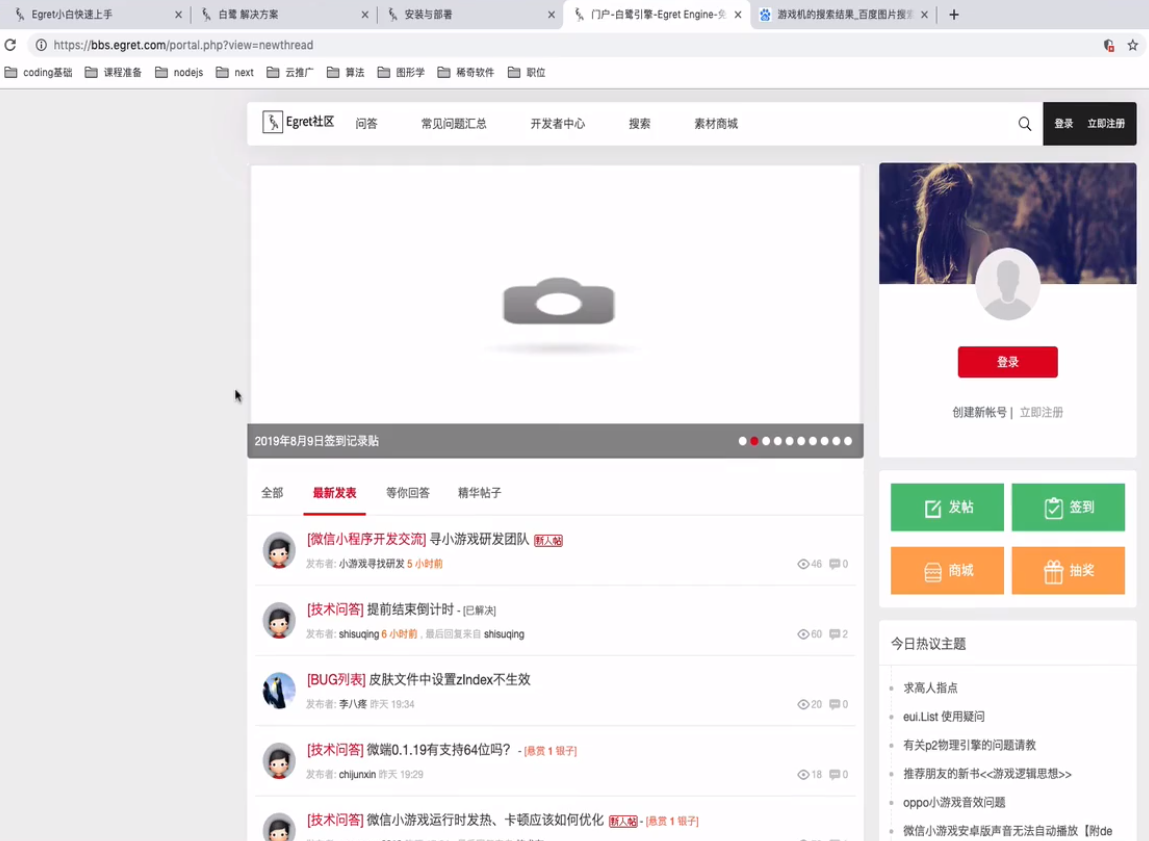 Egret小白快速上手
白鹭 解决方案
安装与部署
门户-白鹭引擎-Egret Engine-免
游戏机的搜索结果_百度图片搜索
https://bbs.egret.com/portal.php?view=newthread
coding基础 课程准备 nodejs next 云推广 算法 图形学 稀奇软件 职位
Egret社区 问答 常见问题汇总 开发者中心 搜索 素材商城 登录 立即注册
2019年8月9日签到记录贴
登录
创建新帐号 | 立即注册
全部 最新发表 等你回答 精华帖子
[微信小程序开发交流] 寻小游戏研发团队 新人帖
发布者: 小游戏寻找研发 5 小时前 46 0
[技术问答] 提前结束倒计时 - [已解决]
发布者: shisuqing 6 小时前 , 最后回复来自 shisuqing 60 2
[BUG列表] 皮肤文件中设置zIndex不生效
发布者: 李八疼 昨天 19:34 20 0
[技术问答] 微端0.1.19有支持64位吗? - [悬赏 1 银子]
发布者: chijunxin 昨天 19:29 18 0
[技术问答] 微信小游戏运行时发热、卡顿应该如何优化 新人帖 - [悬赏 1 银子]
发帖 签到
商城 抽奖
今日热议主题
求高人指点
eui.List 使用疑问
有关p2物理引擎的问题请教
推荐朋友的新书<<游戏逻辑思想>>
oppo小游戏音效问题
微信小游戏安卓版声音无法自动播放【附de